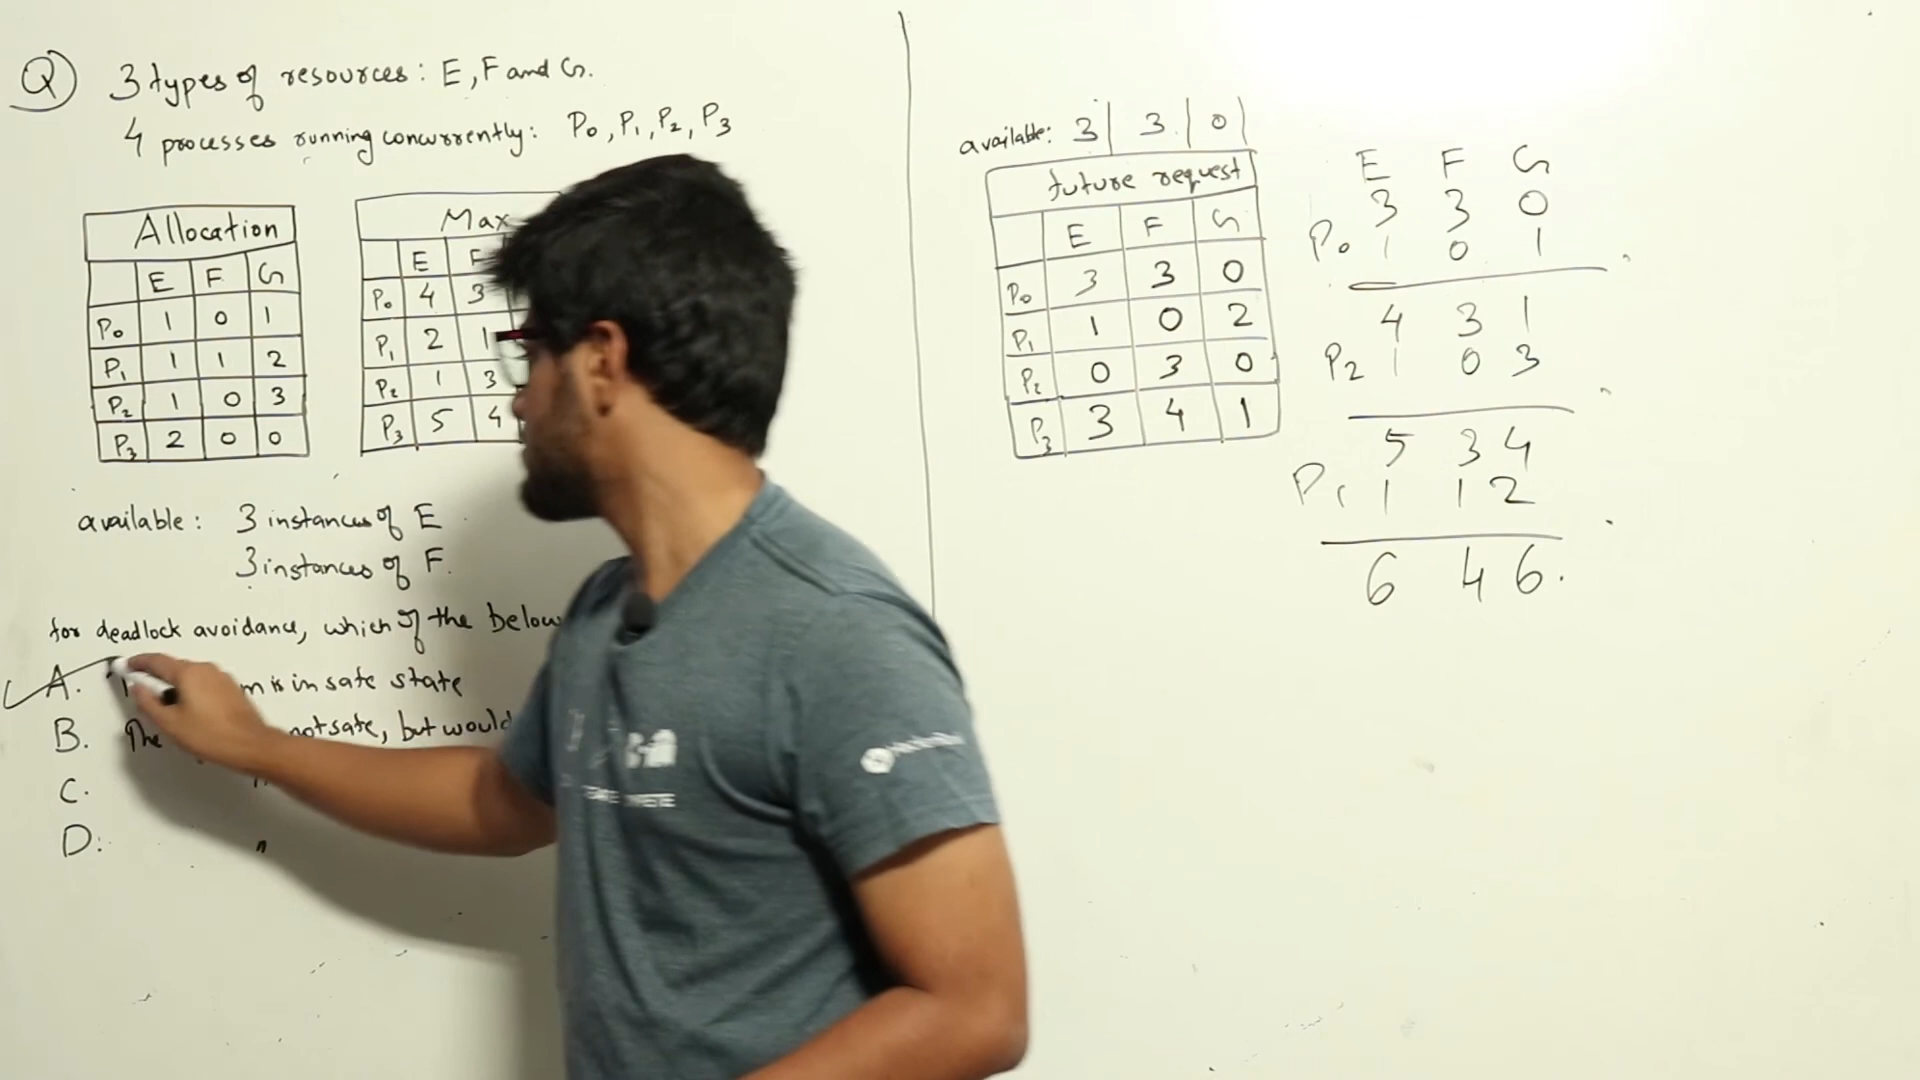 Q 3 types of resources: E, F and G.
4 processes running concurrently: P0, P1, P2, P3
Allocation
E F G
P0 1 0 1
P1 1 1 2
P2 1 0 3
P3 2 0 0
Max
E F
P0 4 3
P1 2 1
P2 1 3
P3 5 4
available: 3 instances of E
3 instances of F.
for deadlock avoidance, which of the below
A. is in safe state
B. The not safe, but would
C. "
D: "
available: 3 | 3 | 0 |
future request
E F G
P0 3 3 0
P1 1 0 2
P2 0 3 0
P3 3 4 1
E F G
3 3 0
P0 1 0 1
4 3 1
P2 1 0 3
5 3 4
P1 1 1 2
6 4 6.